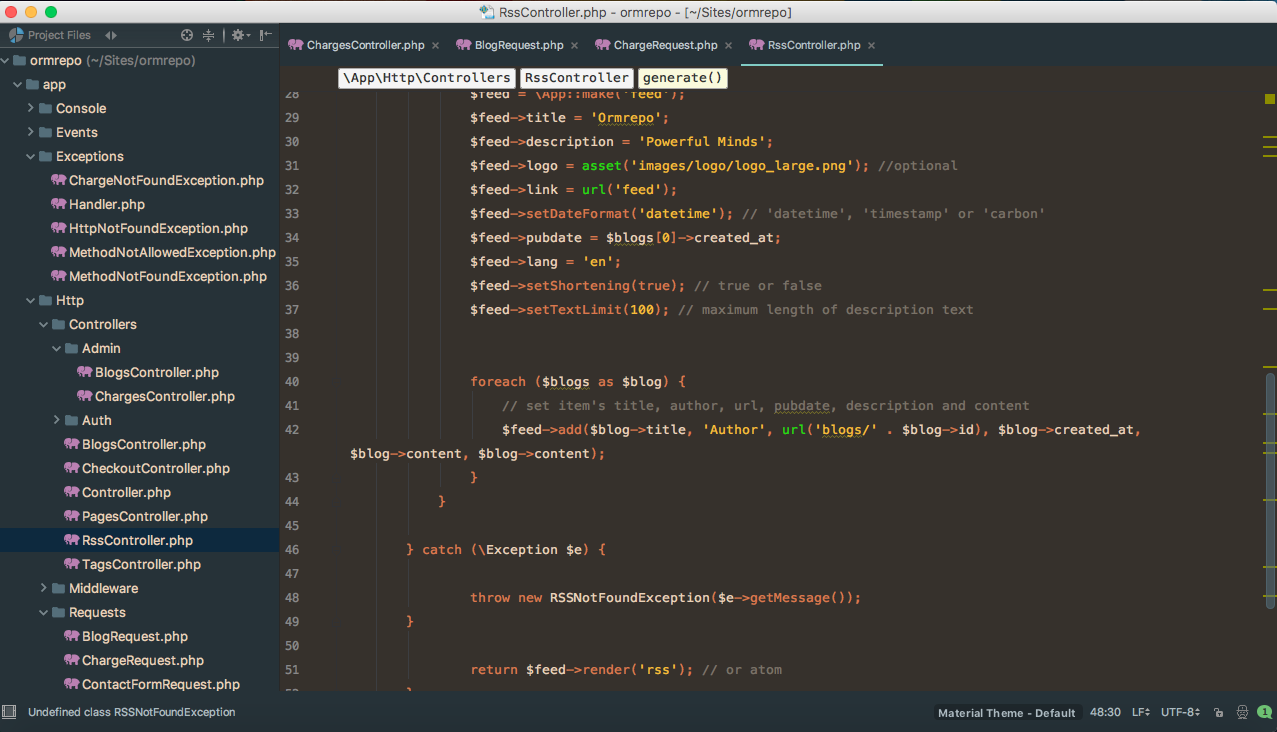 RssController.php - ormrepo - [~/Sites/ormrepo]
Project Files
ormrepo (~/Sites/ormrepo)
app
Console
Events
Exceptions
ChargeNotFoundException.php
Handler.php
HttpNotFoundException.php
MethodNotAllowedException.php
MethodNotFoundException.php
Http
Controllers
Admin
BlogsController.php
ChargesController.php
Auth
BlogsController.php
CheckoutController.php
Controller.php
PagesController.php
RssController.php
TagsController.php
Middleware
Requests
BlogRequest.php
ChargeRequest.php
ContactFormRequest.php
ChargesController.php × BlogRequest.php × ChargeRequest.php × RssController.php ×
\App\Http\Controllers RssController generate()
28 $feed = \App::make('feed');
29 $feed->title = 'Ormrepo';
30 $feed->description = 'Powerful Minds';
31 $feed->logo = asset('images/logo/logo_large.png'); //optional
32 $feed->link = url('feed');
33 $feed->setDateFormat('datetime'); // 'datetime', 'timestamp' or 'carbon'
34 $feed->pubdate = $blogs[0]->created_at;
35 $feed->lang = 'en';
36 $feed->setShortening(true); // true or false
37 $feed->setTextLimit(100); // maximum length of description text
38
39
40 foreach ($blogs as $blog) {
41 // set item's title, author, url, pubdate, description and content
42 $feed->add($blog->title, 'Author', url('blogs/' . $blog->id), $blog->created_at,
$blog->content, $blog->content);
43 }
44 }
45
46 } catch (\Exception $e) {
47
48 throw new RSSNotFoundException($e->getMessage());
49 }
50
51 return $feed->render('rss'); // or atom
Undefined class RSSNotFoundException
Material Theme - Default 48:30 LF UTF-8 1